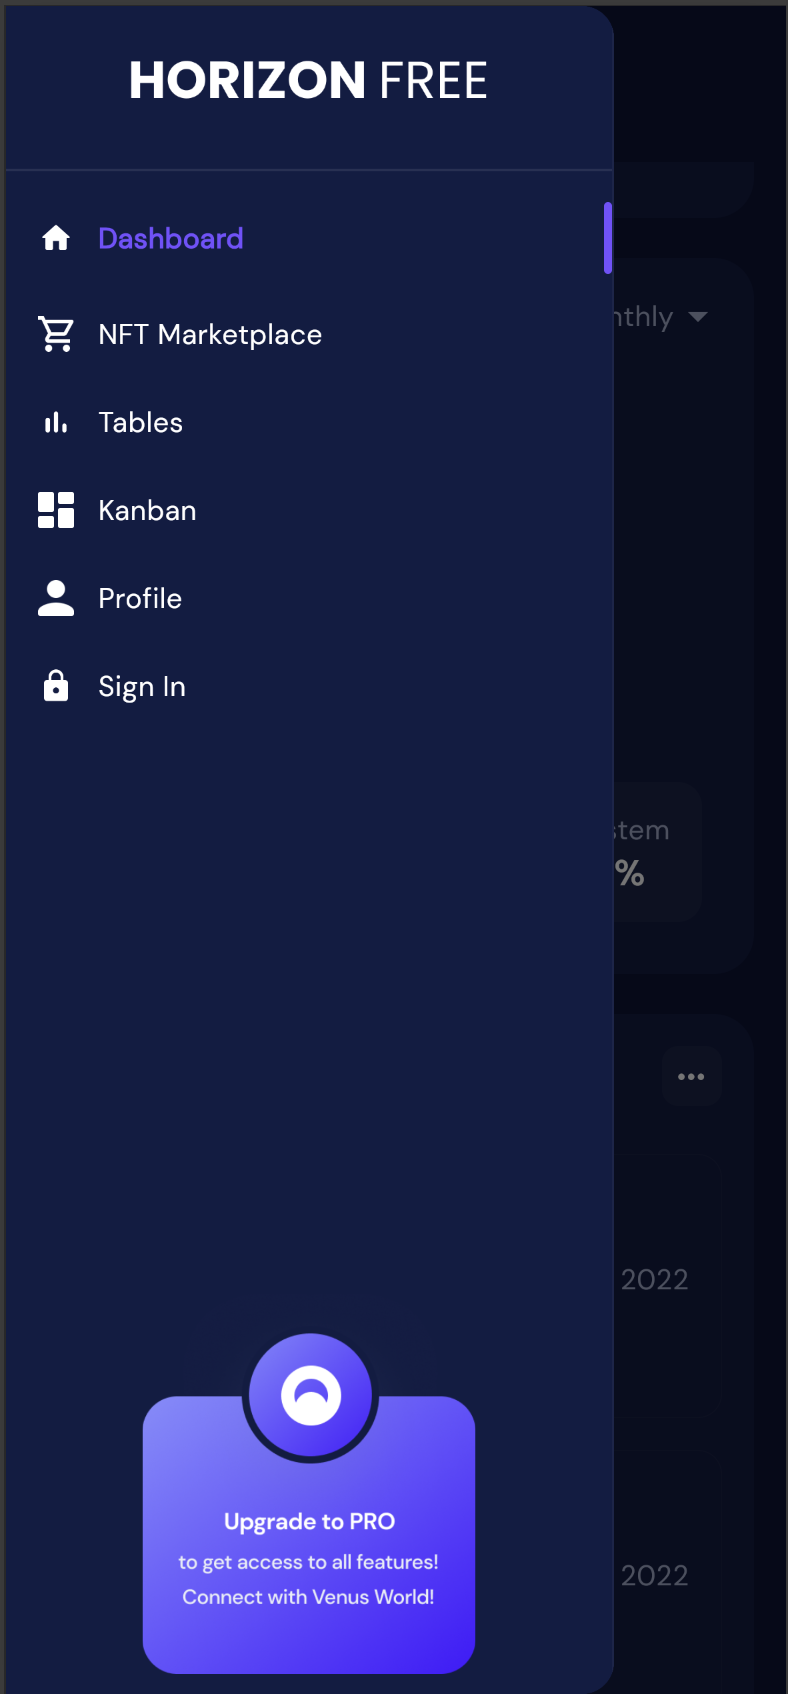 HORIZON FREE
Dashboard
nthly
NFT Marketplace
Tables
Kanban
Profile
Sign In
stem
%
2022
Upgrade to PRO
to get access to all features!
2022
Connect with Venus World!